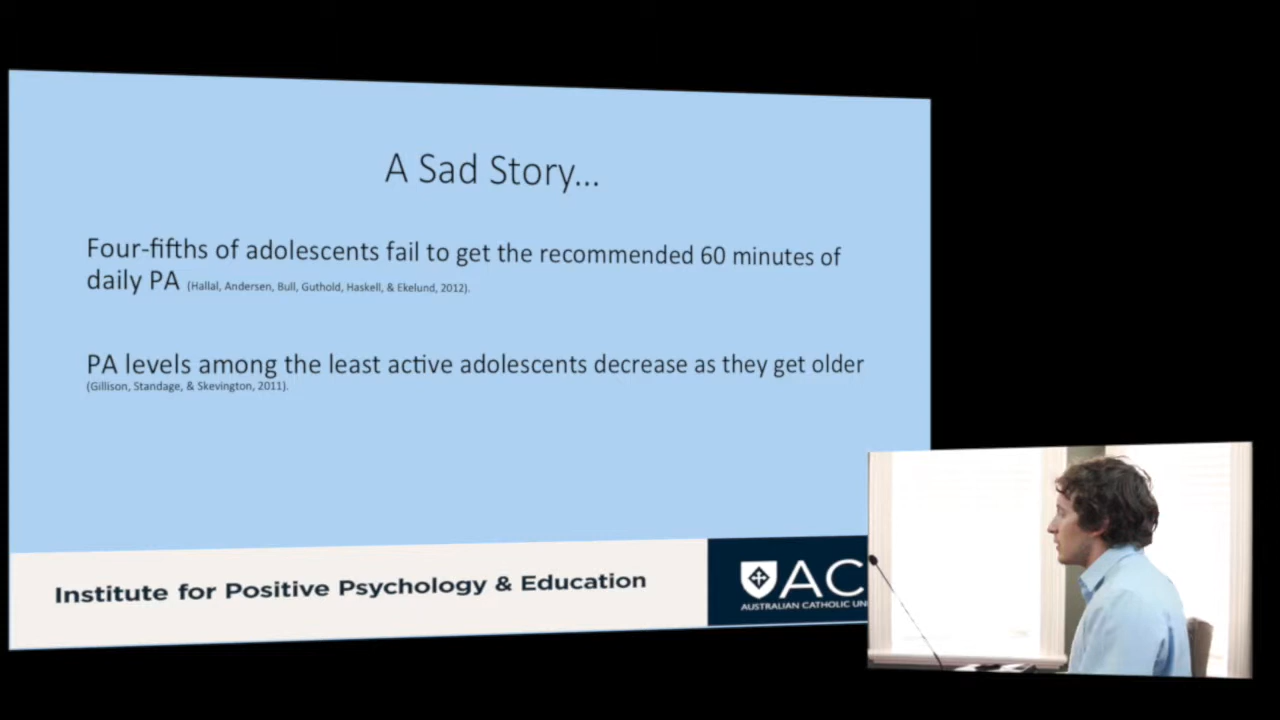 A Sad Story...
Four-fifths of adolescents fail to get the recommended 60 minutes of
daily PA (Hallal, Andersen, Bull, Guthold, Haskell, & Ekelund, 2012).
PA levels among the least active adolescents decrease as they get older
(Gillison, Standage, & Skevington, 2011).
Institute for Positive Psychology & Education
AC
AUSTRALIAN CATHOLIC UN